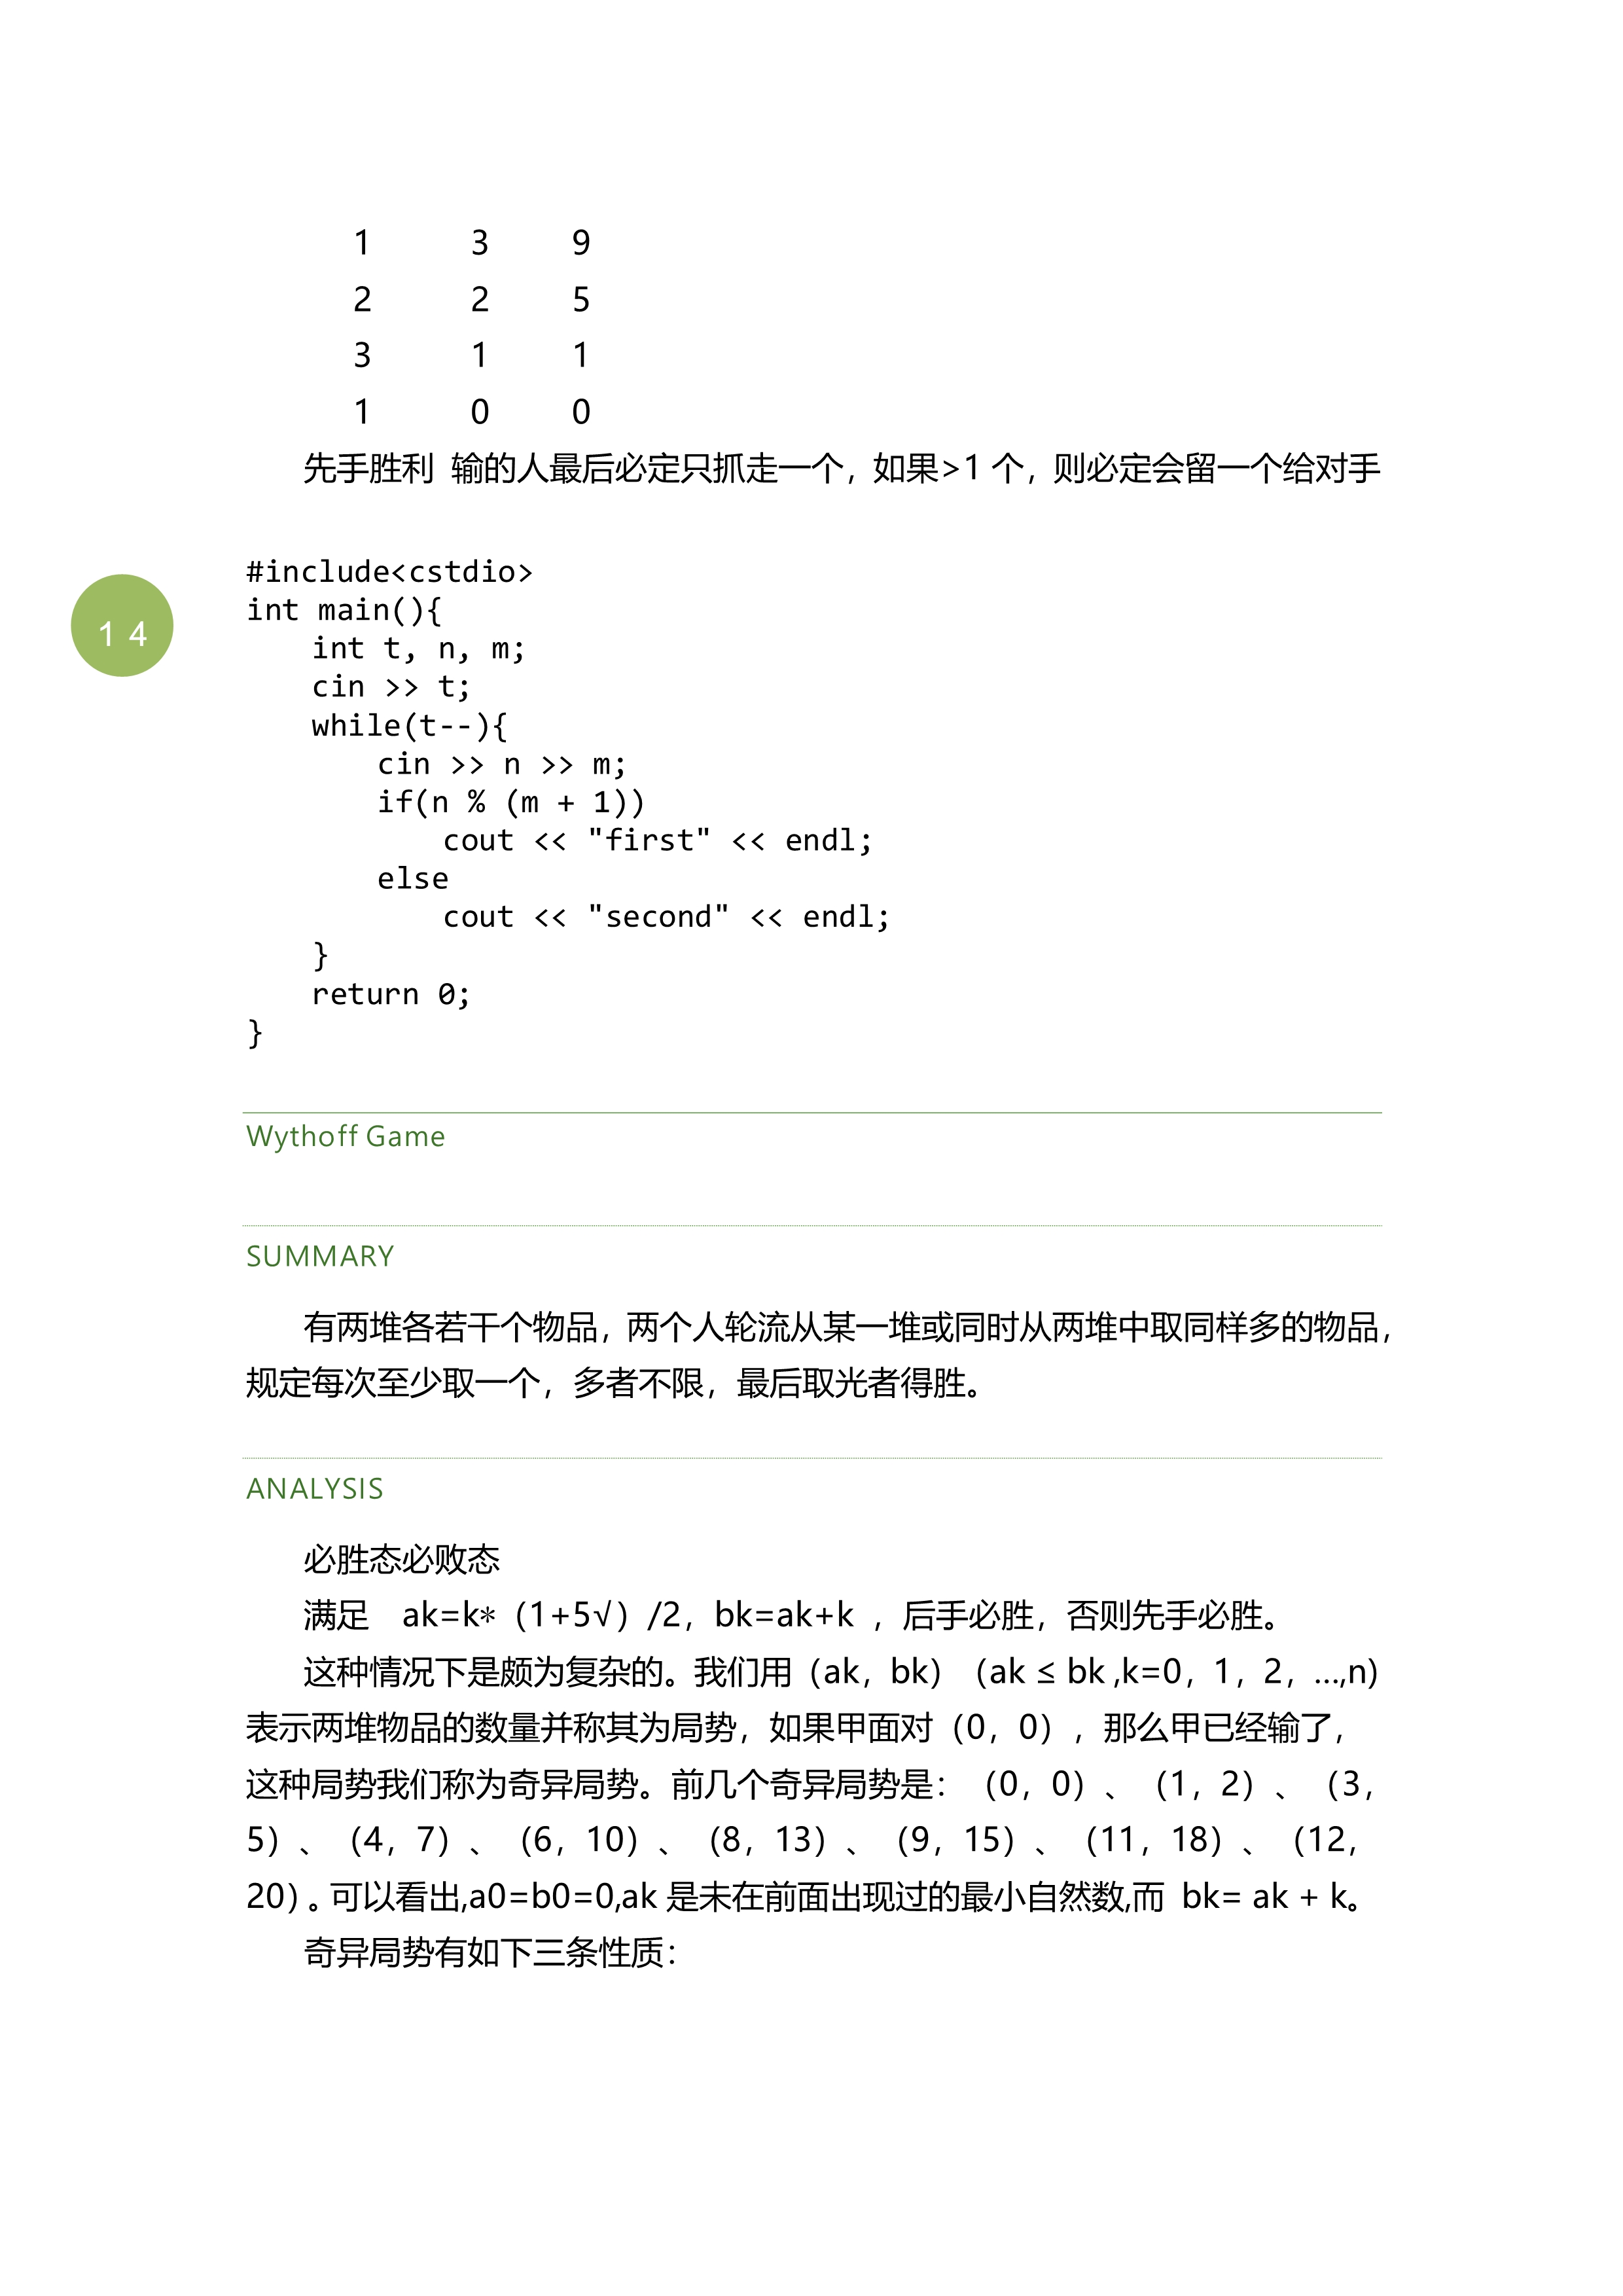 1 3 9
2 2 5
3 1 1
1 0 0
先手胜利 输的人最后必定只抓走一个，如果>1 个，则必定会留一个给对手
#include<cstdio>
int main(){
    int t, n, m;
    cin >> t;
    while(t--){
        cin >> n >> m;
        if(n % (m + 1))
            cout << "first" << endl;
        else
            cout << "second" << endl;
    }
    return 0;
}
14
Wythoff Game
SUMMARY
有两堆各若干个物品，两个人轮流从某一堆或同时从两堆中取同样多的物品，
规定每次至少取一个，多者不限，最后取光者得胜。
ANALYSIS
必胜态必败态
满足 ak=k*（1+5√）/2，bk=ak+k ，后手必胜，否则先手必胜。
这种情况下是颇为复杂的。我们用（ak，bk）（ak ≤ bk ,k=0，1，2，…,n)
表示两堆物品的数量并称其为局势，如果甲面对（0，0），那么甲已经输了，
这种局势我们称为奇异局势。前几个奇异局势是：（0，0）、（1，2）、（3，
5）、（4，7）、（6，10）、（8，13）、（9，15）、（11，18）、（12，
20）。可以看出,a0=b0=0,ak 是未在前面出现过的最小自然数,而 bk= ak + k。
奇异局势有如下三条性质：